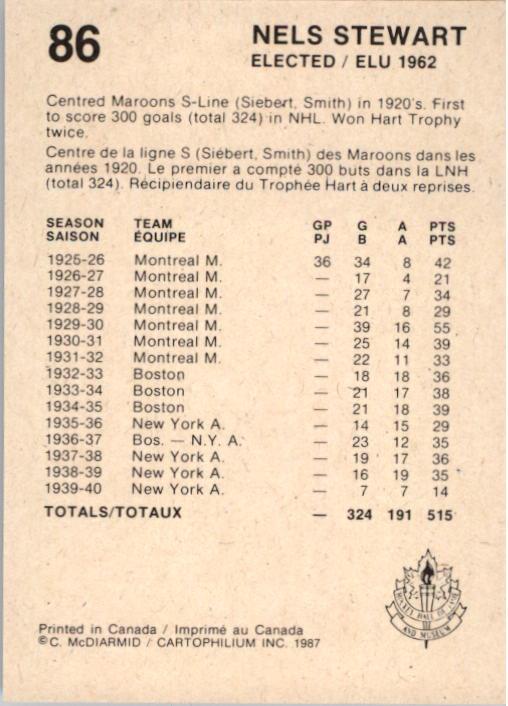 86
NELS STEWART
ELECTED / ELU 1962
Centred Maroons S-Line (Siebert, Smith) in 1920's. First
to score 300 goals (total 324) in NHL. Won Hart Trophy
twice.
Centre de la ligne S (Siebert, Smith) des Maroons dans les
années 1920. Le premier a compté 300 buts dans la LNH
(total 324). Récipiendaire du Trophée Hart à deux reprises.
SEASON TEAM GP G A PTS
SAISON ÉQUIPE PJ B A PTS
1925-26 Montreal M. 36 34 8 42
1926-27 Montreal M. — 17 4 21
1927-28 Montreal M. — 27 7 34
1928-29 Montreal M. — 21 8 29
1929-30 Montreal M. — 39 16 55
1930-31 Montreal M. — 25 14 39
1931-32 Montreal M. — 22 11 33
1932-33 Boston — 18 18 36
1933-34 Boston — 21 17 38
1934-35 Boston — 21 18 39
1935-36 New York A. — 14 15 29
1936-37 Bos. — N.Y. A. — 23 12 35
1937-38 New York A. — 19 17 36
1938-39 New York A. — 16 19 35
1939-40 New York A. — 7 7 14
TOTALS/TOTAUX — 324 191 515
HOCKEY HALL OF FAME
AND MUSEUM
Printed in Canada / Imprimé au Canada
©C. McDIARMID / CARTOPHILIUM INC. 1987